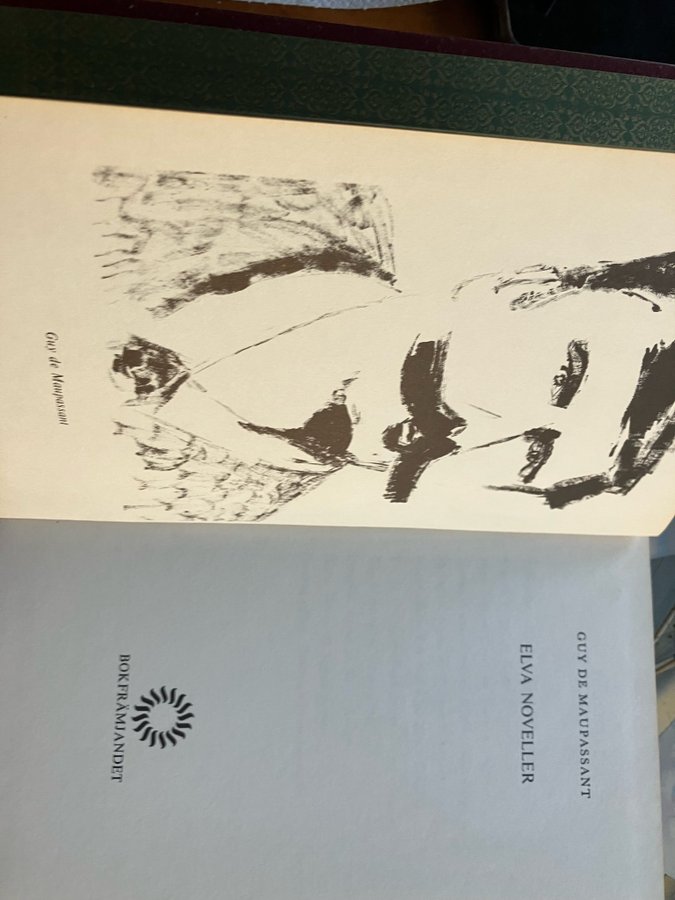 Guy de Maupassant
GUY DE MAUPASSANT
ELVA NOVELLER
BOKFRÄMJANDET